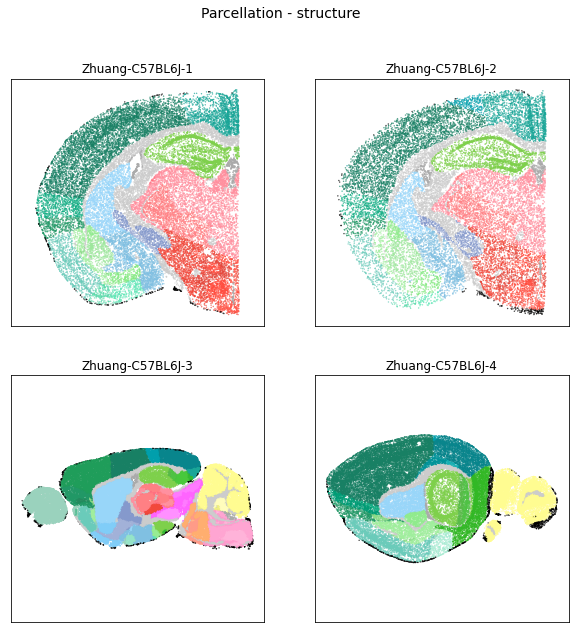 Parcellation - structure
Zhuang-C57BL6J-1
Zhuang-C57BL6J-2
Zhuang-C57BL6J-3
Zhuang-C57BL6J-4